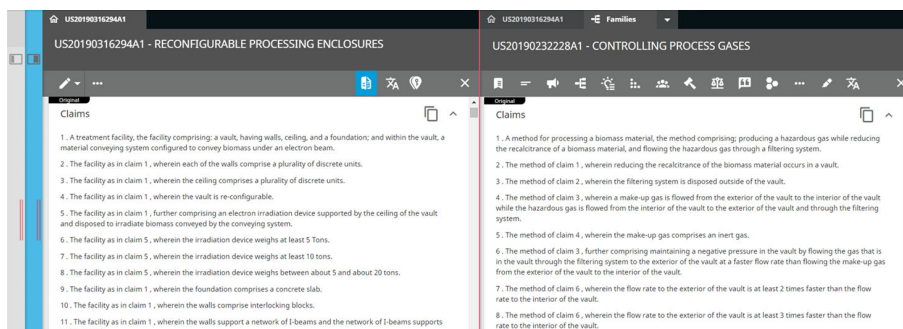 US20190316294A1
US20190316294A1 - RECONFIGURABLE PROCESSING ENCLOSURES
Original
Claims
1 . A treatment facility, the facility comprising: a vault, having walls, ceiling, and a foundation; and within the vault, a
material conveying system configured to convey biomass under an electron beam.
2 . The facility as in claim 1 , wherein each of the walls comprise a plurality of discrete units.
3 . The facility as in claim 1 , wherein the ceiling comprises a plurality of discrete units.
4 . The facility as in claim 1 , wherein the vault is re-configurable.
5 . The facility as in claim 1 , further comprising an electron irradiation device supported by the ceiling of the vault
and disposed to irradiate biomass conveyed by the conveying system.
6 . The facility as in claim 5 , wherein the irradiation device weighs at least 5 Tons.
7 . The facility as in claim 5 , wherein the irradiation device weighs at least 10 tons.
8 . The facility as in claim 5 , wherein the irradiation device weighs between about 5 and about 20 tons.
9 . The facility as in claim 1 , wherein the foundation comprises a concrete slab.
10 . The facility as in claim 1 , wherein the walls comprise interlocking blocks.
11 . The facility as in claim 1 , wherein the walls support a network of I-beams and the network of I-beams supports
US20190316294A1
Families
US20190232228A1 - CONTROLLING PROCESS GASES
Original
Claims
1 . A method for processing a biomass material, the method comprising; producing a hazardous gas while reducing
the recalcitrance of a biomass material, and flowing the hazardous gas through a filtering system.
2 . The method of claim 1 , wherein reducing the recalcitrance of the biomass material occurs in a vault.
3 . The method of claim 2 , wherein the filtering system is disposed outside of the vault.
4 . The method of claim 3 , wherein a make-up gas is flowed from the exterior of the vault to the interior of the vault
while the hazardous gas is flowed from the interior of the vault to the exterior of the vault and through the filtering
system.
5 . The method of claim 4 , wherein the make-up gas comprises an inert gas.
6 . The method of claim 3 , further comprising maintaining a negative pressure in the vault by flowing the gas that is
in the vault through the filtering system to the exterior of the vault at a faster flow rate than flowing the make-up gas
from the exterior of the vault to the interior of the vault.
7 . The method of claim 6 , wherein the flow rate to the exterior of the vault is at least 2 times faster than the flow
rate to the interior of the vault.
8 . The method of claim 6 , wherein the flow rate to the exterior of the vault is at least 3 times faster than the flow
rate to the interior of the vault.